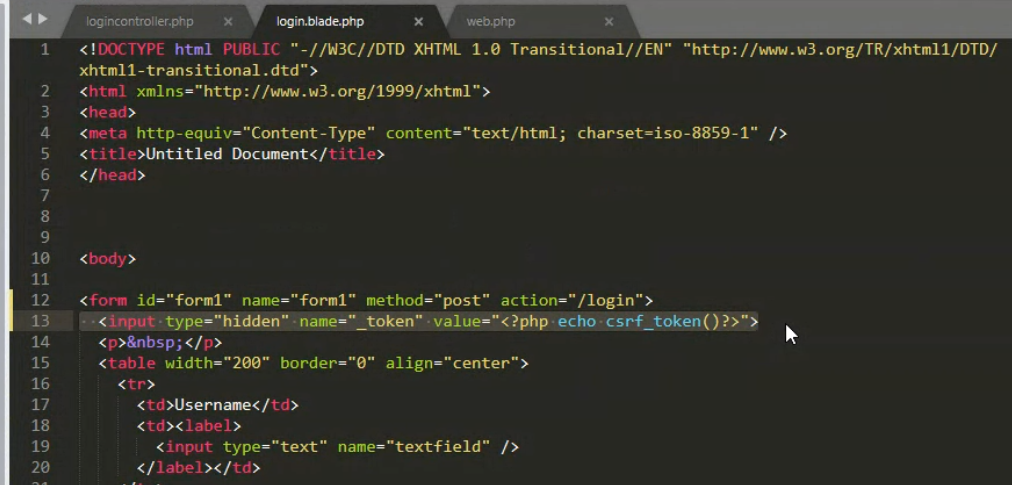 logincontroller.php × login.blade.php × web.php ×
1 <!DOCTYPE html PUBLIC "-//W3C//DTD XHTML 1.0 Transitional//EN" "http://www.w3.org/TR/xhtml1/DTD/
xhtml1-transitional.dtd">
2 <html xmlns="http://www.w3.org/1999/xhtml">
3 <head>
4 <meta http-equiv="Content-Type" content="text/html; charset=iso-8859-1" />
5 <title>Untitled Document</title>
6 </head>
7
8
9
10 <body>
11
12 <form id="form1" name="form1" method="post" action="/login">
13 <input type="hidden" name="_token" value="<?php echo csrf_token()?>">
14 <p>&nbsp;</p>
15 <table width="200" border="0" align="center">
16 <tr>
17 <td>Username</td>
18 <td><label>
19 <input type="text" name="textfield" />
20 </label></td>